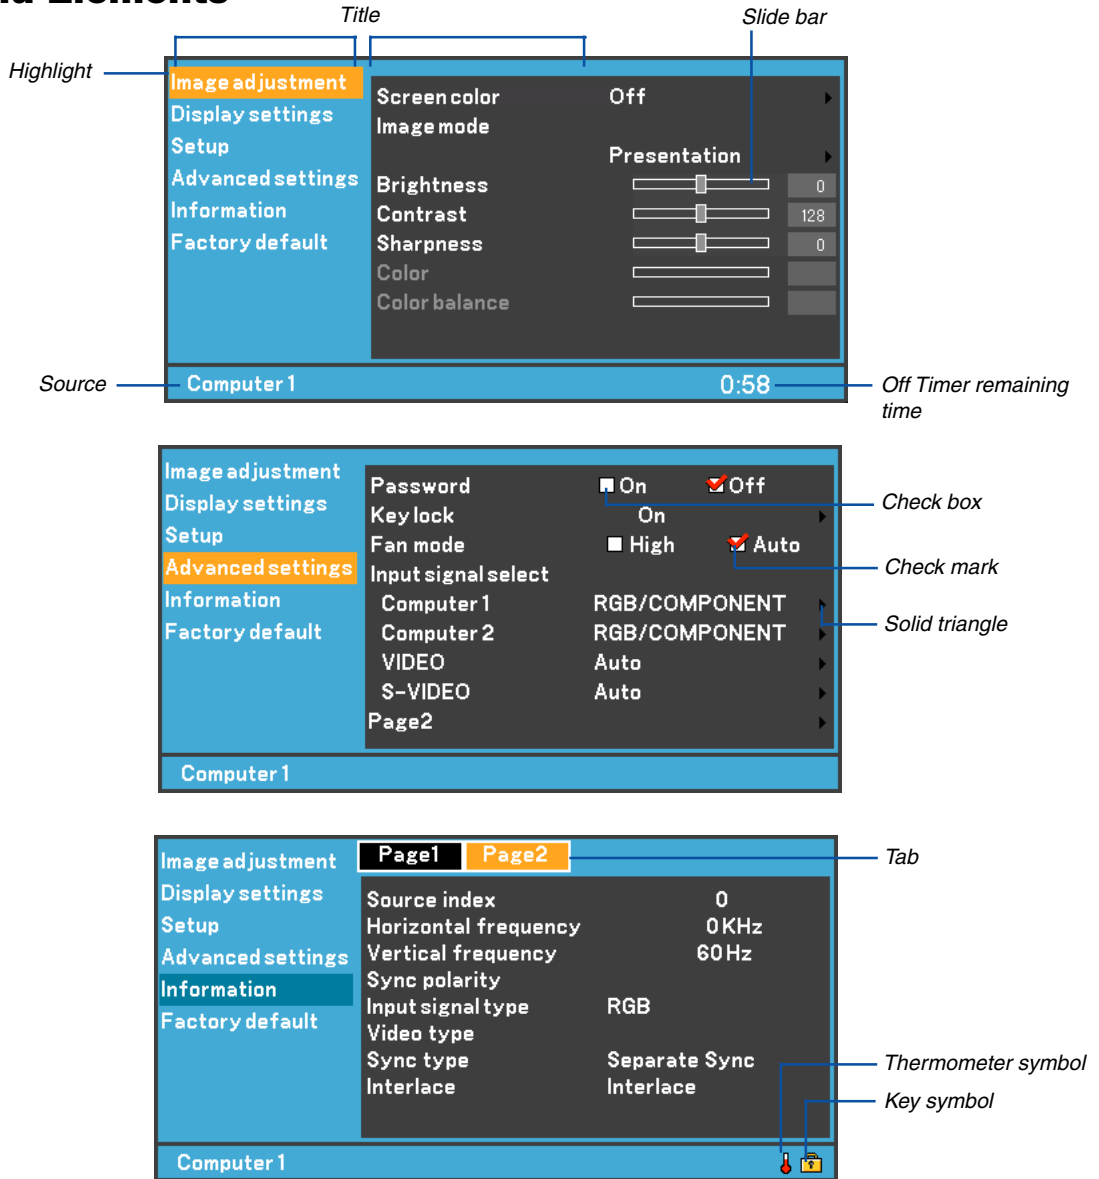 Title
Slide bar
Highlight
Image adjustment
Display settings
Setup
Advanced settings
Information
Factory default
Screen color Off
Image mode
Presentation
Brightness 0
Contrast 128
Sharpness 0
Color
Color balance
Source
Computer 1 0:58
Off Timer remaining
time
Image adjustment
Display settings
Setup
Advanced settings
Information
Factory default
Password On Off
Key lock On
Fan mode High Auto
Input signal select
Computer 1 RGB/COMPONENT
Computer 2 RGB/COMPONENT
VIDEO Auto
S-VIDEO Auto
Page2
Computer 1
Check box
Check mark
Solid triangle
Page1 Page2
Tab
Image adjustment
Display settings
Setup
Advanced settings
Information
Factory default
Source index 0
Horizontal frequency 0KHz
Vertical frequency 60Hz
Sync polarity
Input signal type RGB
Video type
Sync type Separate Sync
Interlace Interlace
Computer 1
Thermometer symbol
Key symbol